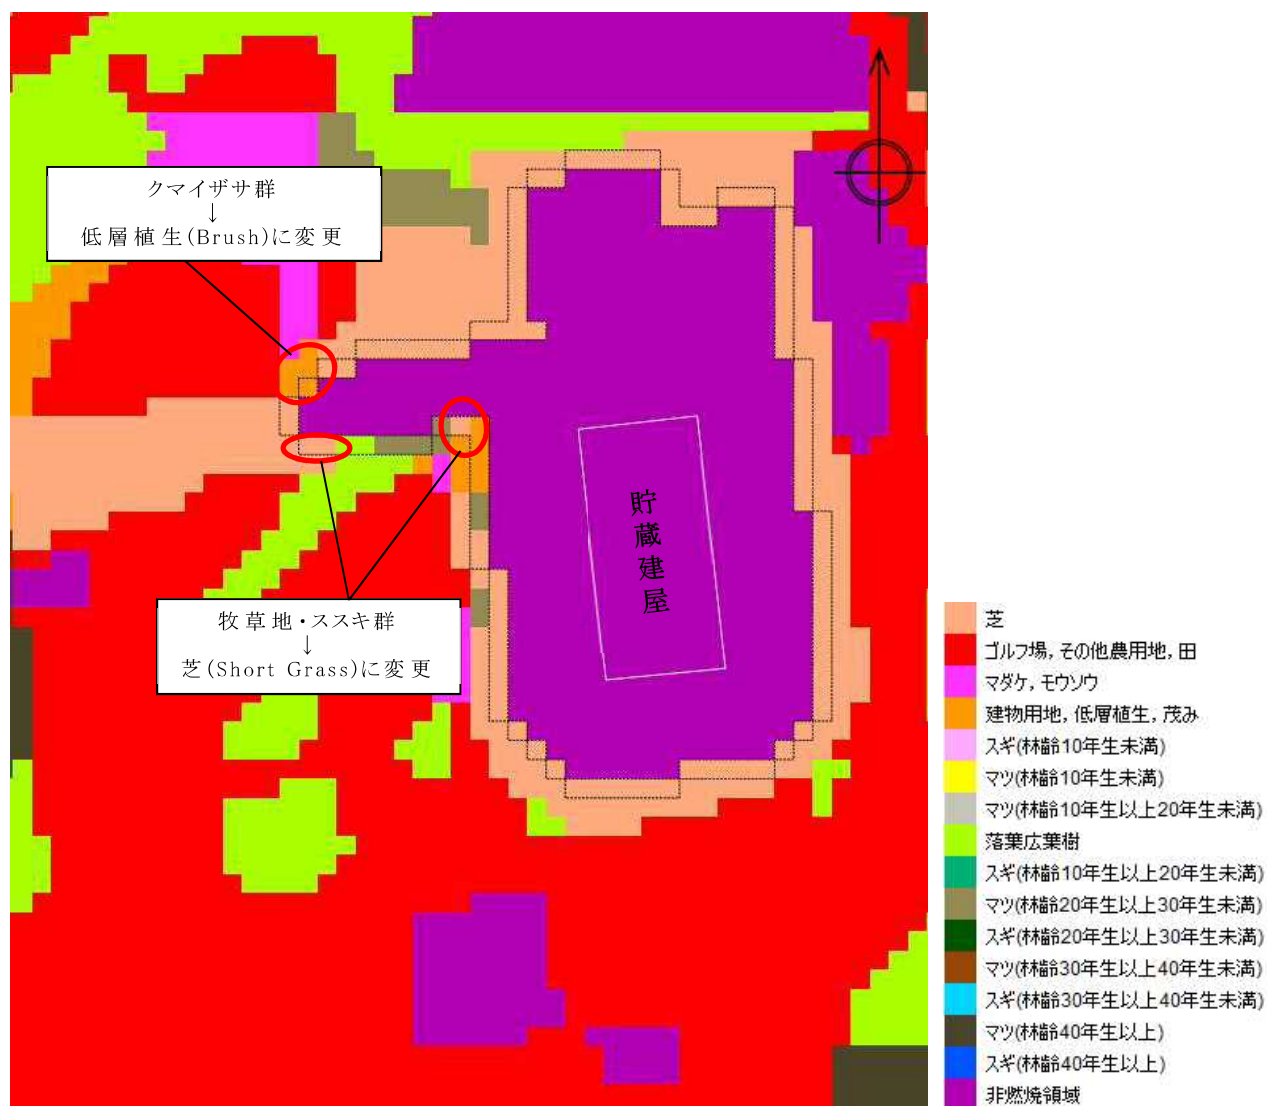 クマイザサ群
↓
低層植生(Brush)に変更
牧草地・ススキ群
↓
芝(Short Grass)に変更
貯蔵建屋
芝
ゴルフ場, その他農用地, 田
マダケ, モウソウ
建物用地, 低層植生, 茂み
スギ(林齢10年生未満)
マツ(林齢10年生未満)
マツ(林齢10年生以上20年生未満)
落葉広葉樹
スギ(林齢10年生以上20年生未満)
マツ(林齢20年生以上30年生未満)
スギ(林齢20年生以上30年生未満)
マツ(林齢30年生以上40年生未満)
スギ(林齢30年生以上40年生未満)
マツ(林齢40年生以上)
スギ(林齢40年生以上)
非燃焼領域